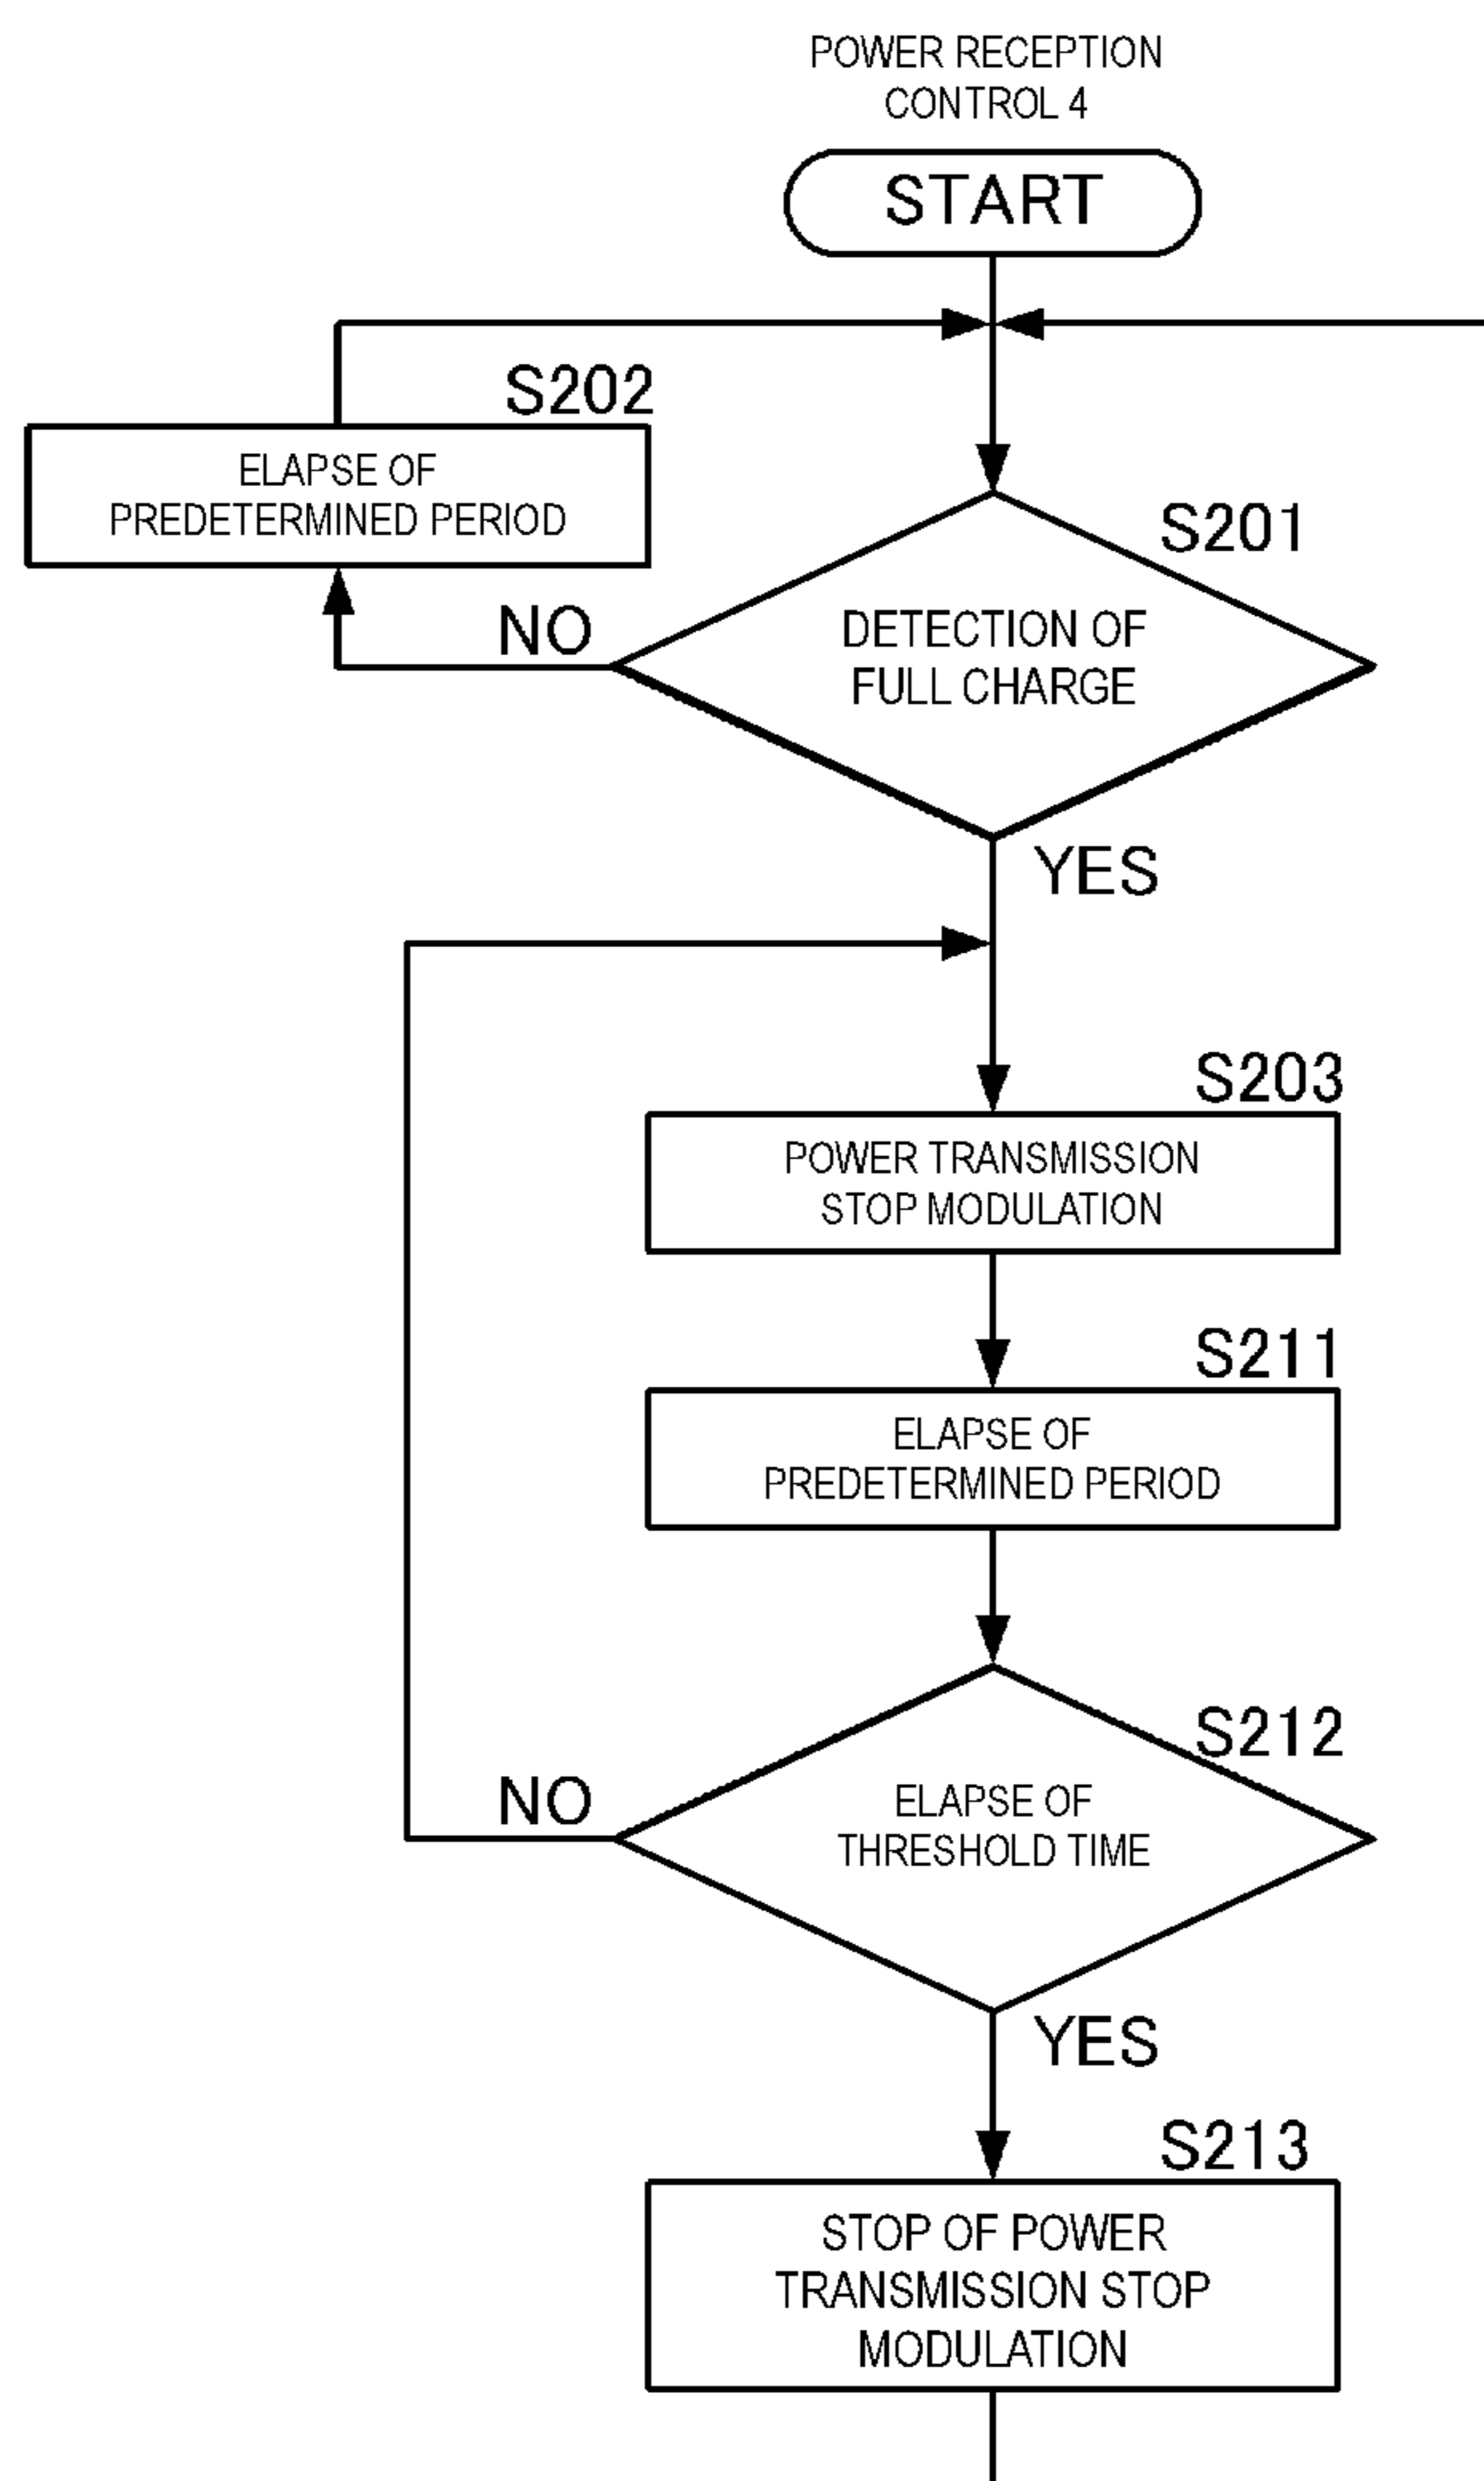 POWER RECEPTION
CONTROL 4
START
S202
ELAPSE OF
PREDETERMINED PERIOD
S201
NO
DETECTION OF
FULL CHARGE
YES
S203
POWER TRANSMISSION
STOP MODULATION
S211
ELAPSE OF
PREDETERMINED PERIOD
S212
NO
ELAPSE OF
THRESHOLD TIME
YES
S213
STOP OF POWER
TRANSMISSION STOP
MODULATION